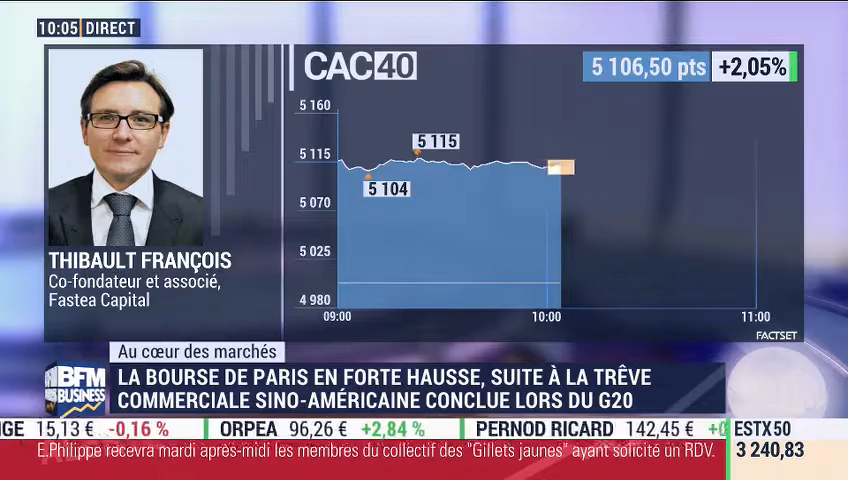 10:05 DIRECT
CAC40
5 106,50 pts +2,05%
5 160
5 115
5 070
5 025
4 980
5 115
5 104
09:00 10:00 11:00
FACTSET
THIBAULT FRANÇOIS
Co-fondateur et associé,
Fastea Capital
Au cœur des marchés
BFM
BUSINESS
LA BOURSE DE PARIS EN FORTE HAUSSE, SUITE À LA TRÊVE
COMMERCIALE SINO-AMÉRICAINE CONCLUE LORS DU G20
NGE 15,13 € -0,16 % ORPEA 96,26 € +2,84 % PERNOD RICARD 142,45 € +0
ESTX50
3 240,83
E.Philippe recevra mardi après-midi les membres du collectif des "Gillets jaunes" ayant solicité un RDV.